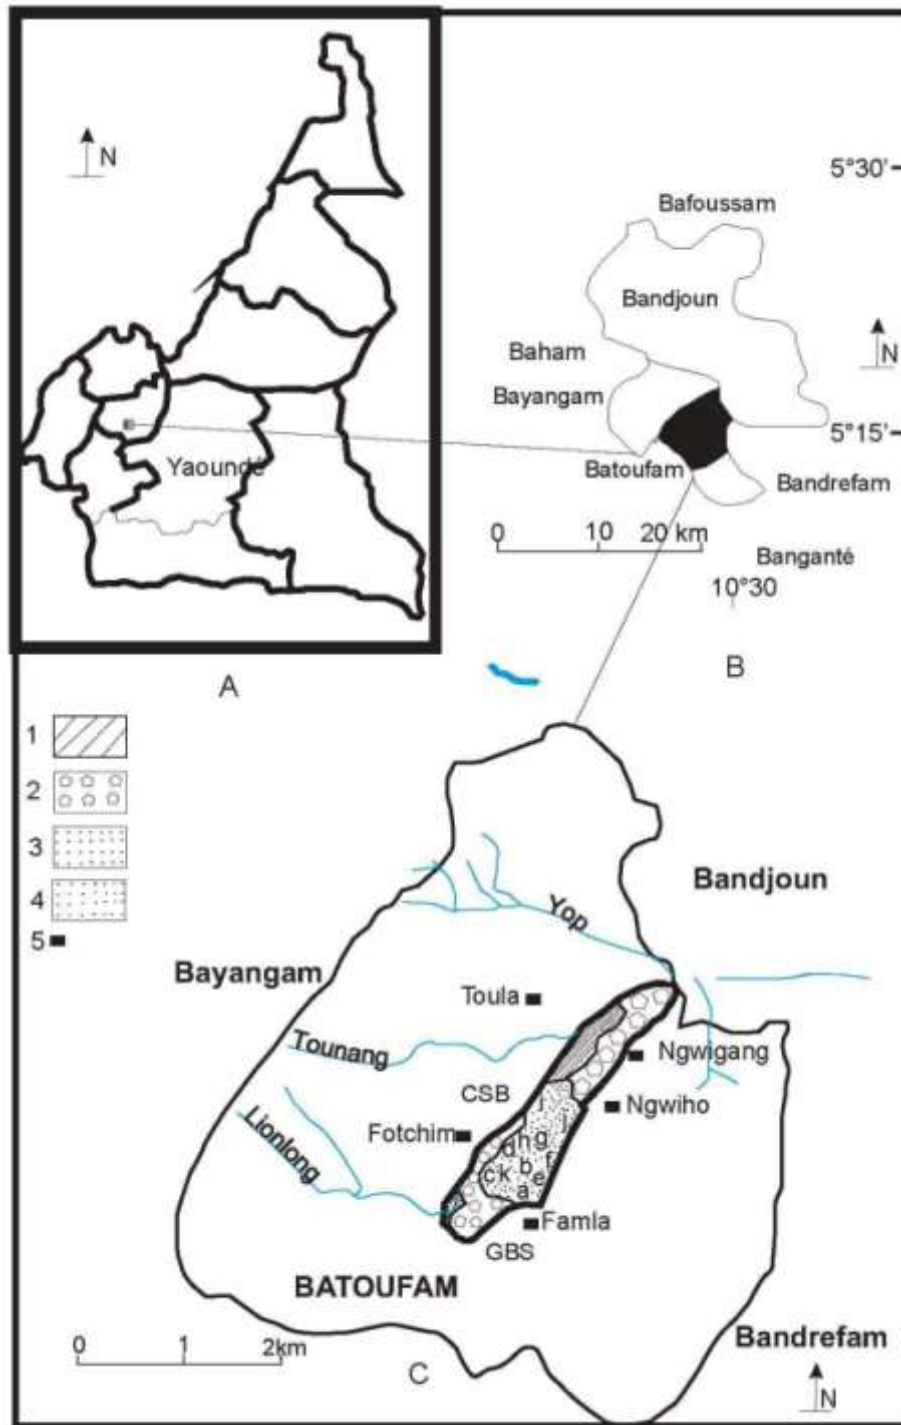 N
Yaoundé
A
5°30'
Bafoussam
Bandjoun
N
Baham
Bayangam
5°15'
Batoufam
Bandrefam
0 10 20 km
Banganté
10°30
B
1
2
3
4
5
Bandjoun
Yop
Bayangam
Toula
Tounang
Ngwigang
CSB
Ngwiho
Fotchim
Lionlong
j
j
h g
d
f
b
c k
e
a
Famla
GBS
BATOUFAM
0 1 2km
Bandrefam
C
N